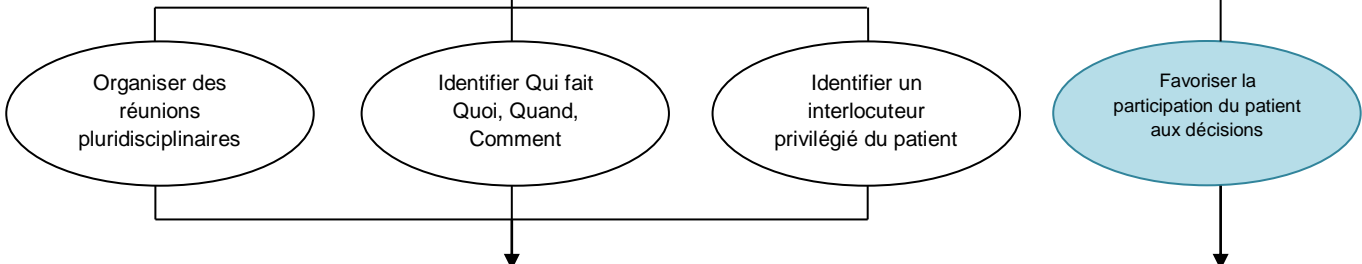 Organiser des
réunions
pluridisciplinaires
Identifier Qui fait
Quoi, Quand,
Comment
Identifier un
interlocuteur
privilégié du patient
Favoriser la
participation du patient
aux décisions